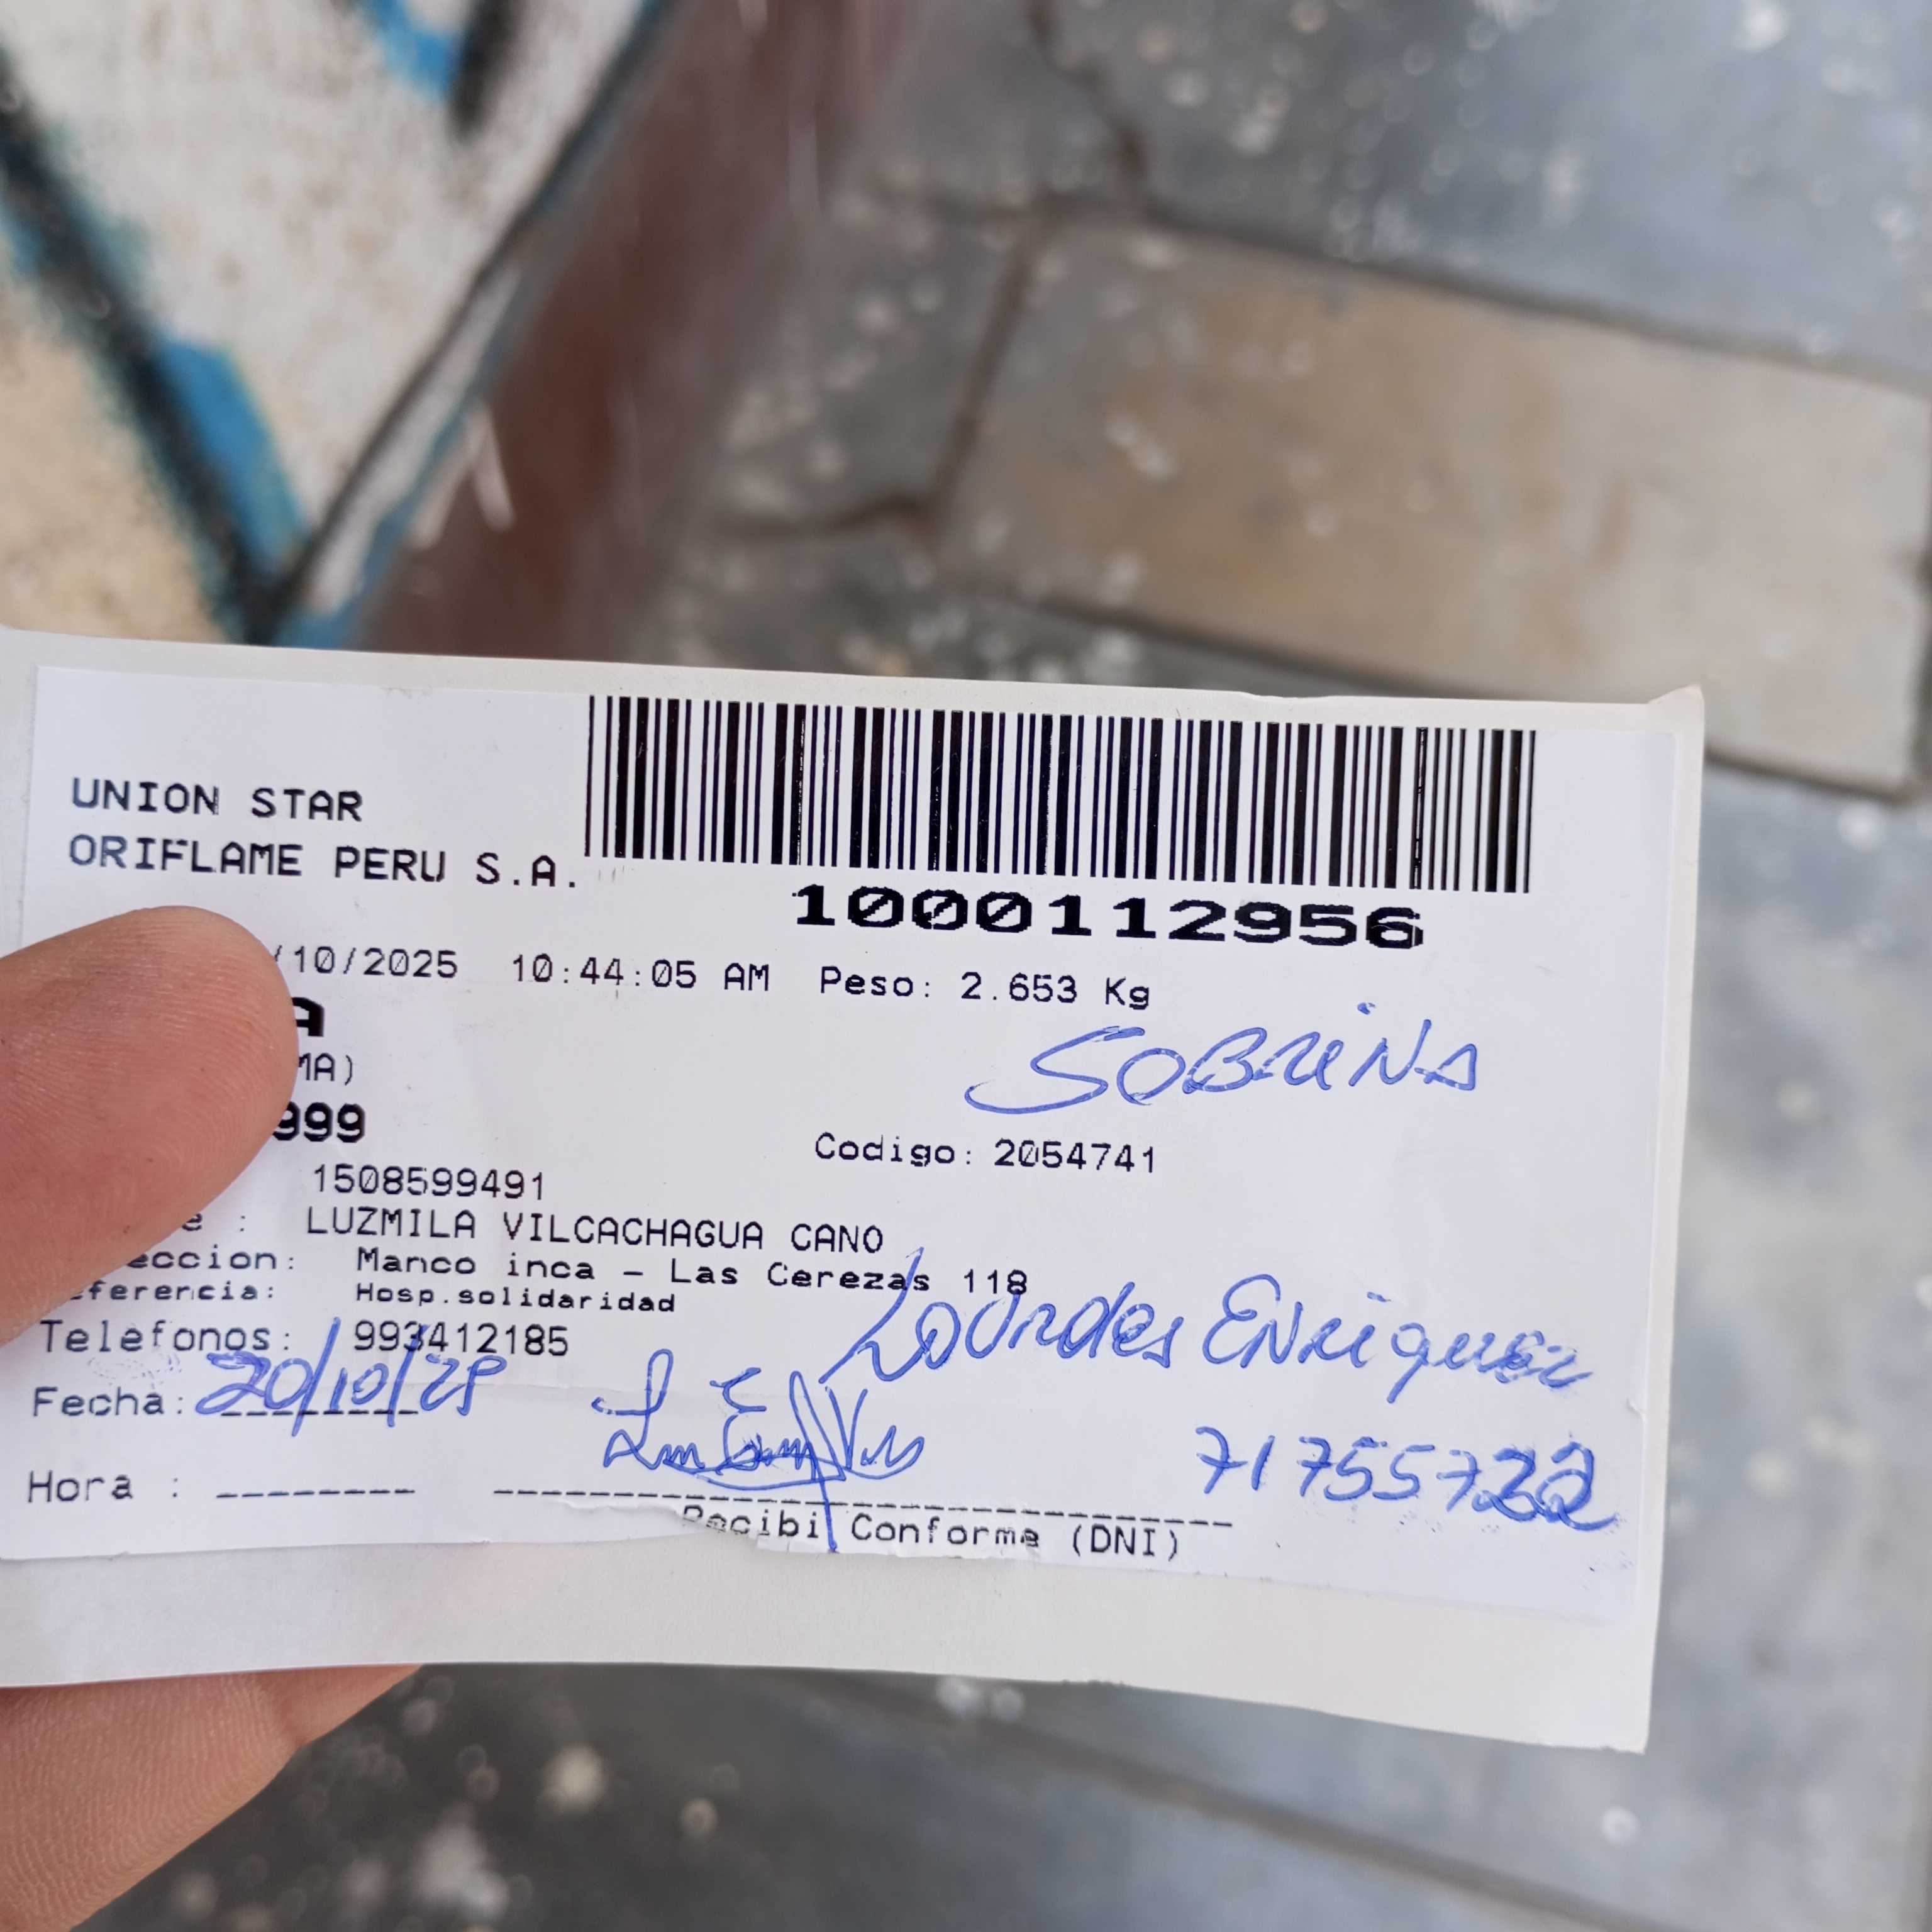 UNION STAR
ORIFLAME PERU S.A.
1000112956
/10/2025 10:44:05 AM Peso: 2.653 Kg
A
MA)
SOBRINA
999
Codigo: 2054741
1508599491
e : LUZMILA VILCACHAGUA CANO
eccion: Manco inca - Las Cerezas 118
ferencia: Hosp.solidaridad
Telefonos: 993412185
Lourdes Enriquez
Fecha: 20/10/25
71755722
Hora :
Recibi Conforme (DNI)